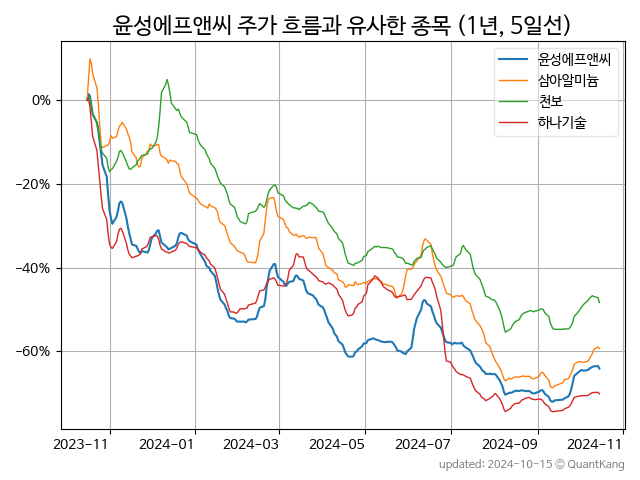 윤성에프앤씨 주가 흐름과 유사한 종목 (1년, 5일선)
윤성에프앤씨
삼아알미늄
천보
하나기술
0%
−20%
−40%
−60%
2023-11 2024-01 2024-03 2024-05 2024-07 2024-09 2024-11
updated: 2024-10-15 © QuantKang